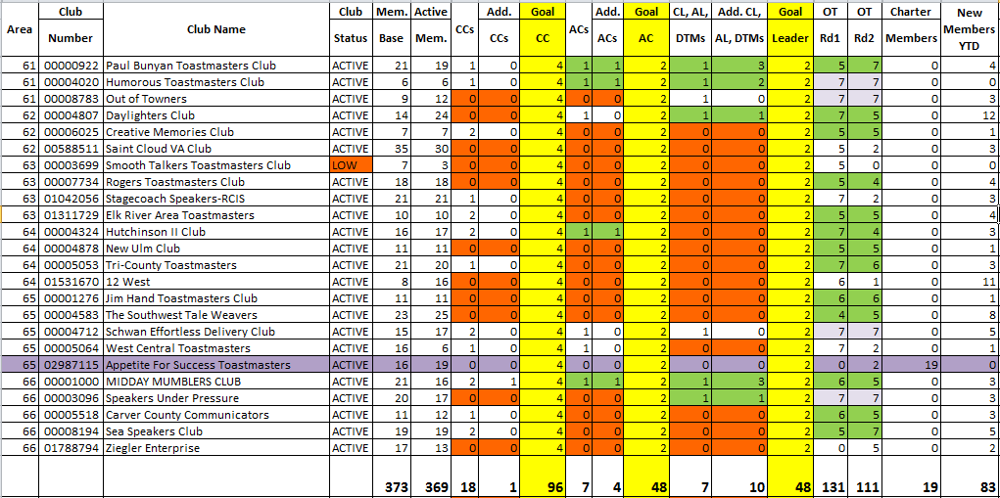 Area Club Number Club Name Club Status Mem. Base Active Mem. CCs Add. CCs Goal CC ACs Add. ACs Goal AC CL, AL, DTMs Add. CL, AL, DTMs Goal Leader OT Rd1 OT Rd2 Charter Members New Members YTD
61 00000922 Paul Bunyan Toastmasters Club ACTIVE 21 19 1 0 4 1 1 2 1 3 2 5 7 0 4
61 00004020 Humorous Toastmasters Club ACTIVE 6 6 1 0 4 1 1 2 1 2 2 7 7 0 0
61 00008783 Out of Towners ACTIVE 9 12 0 0 4 0 0 2 1 0 2 7 7 0 3
62 00004807 Daylighters Club ACTIVE 14 24 0 0 4 1 0 2 1 1 2 7 5 0 12
62 00006025 Creative Memories Club ACTIVE 7 7 2 0 4 0 0 2 0 0 2 5 5 0 1
62 00588511 Saint Cloud VA Club ACTIVE 35 30 0 0 4 0 0 2 0 0 2 5 2 0 3
63 00003699 Smooth Talkers Toastmasters Club LOW 7 3 0 0 4 0 0 2 0 0 2 5 0 0 0
63 00007734 Rogers Toastmasters Club ACTIVE 18 18 0 0 4 0 0 2 0 0 2 5 4 0 4
63 01042056 Stagecoach Speakers-RCIS ACTIVE 21 21 1 0 4 0 0 2 0 0 2 7 2 0 3
63 01311729 Elk River Area Toastmasters ACTIVE 10 10 2 0 4 0 0 2 0 0 2 5 5 0 4
64 00004324 Hutchinson II Club ACTIVE 16 17 2 0 4 1 1 2 0 0 2 7 4 0 3
64 00004878 New Ulm Club ACTIVE 11 11 0 0 4 0 0 2 0 0 2 5 5 0 1
64 00005053 Tri-County Toastmasters ACTIVE 21 20 1 0 4 0 0 2 0 0 2 7 6 0 3
64 01531670 12 West ACTIVE 8 16 0 0 4 0 0 2 0 0 2 6 1 0 11
65 00001276 Jim Hand Toastmasters Club ACTIVE 11 11 0 0 4 0 0 2 0 0 2 6 6 0 1
65 00004583 The Southwest Tale Weavers ACTIVE 23 25 0 0 4 0 0 2 0 0 2 4 5 0 8
65 00004712 Schwan Effortless Delivery Club ACTIVE 15 17 2 0 4 1 0 2 1 0 2 7 7 0 5
65 00005064 West Central Toastmasters ACTIVE 16 6 1 0 4 1 0 2 0 0 2 7 2 0 1
65 02987115 Appetite For Success Toastmasters ACTIVE 16 19 0 0 4 0 0 2 0 0 2 0 2 19 0
66 00001000 MIDDAY MUMBLERS CLUB ACTIVE 21 16 2 1 4 1 1 2 1 3 2 6 5 0 3
66 00003096 Speakers Under Pressure ACTIVE 20 17 0 0 4 0 0 2 1 1 2 7 7 0 3
66 00005518 Carver County Communicators ACTIVE 11 12 1 0 4 0 0 2 0 0 2 6 5 0 3
66 00008194 Sea Speakers Club ACTIVE 19 19 2 0 4 0 0 2 0 0 2 5 7 0 5
66 01788794 Ziegler Enterprise ACTIVE 17 13 0 0 4 0 0 2 0 0 2 0 5 0 2
373 369 18 1 96 7 4 48 7 10 48 131 111 19 83